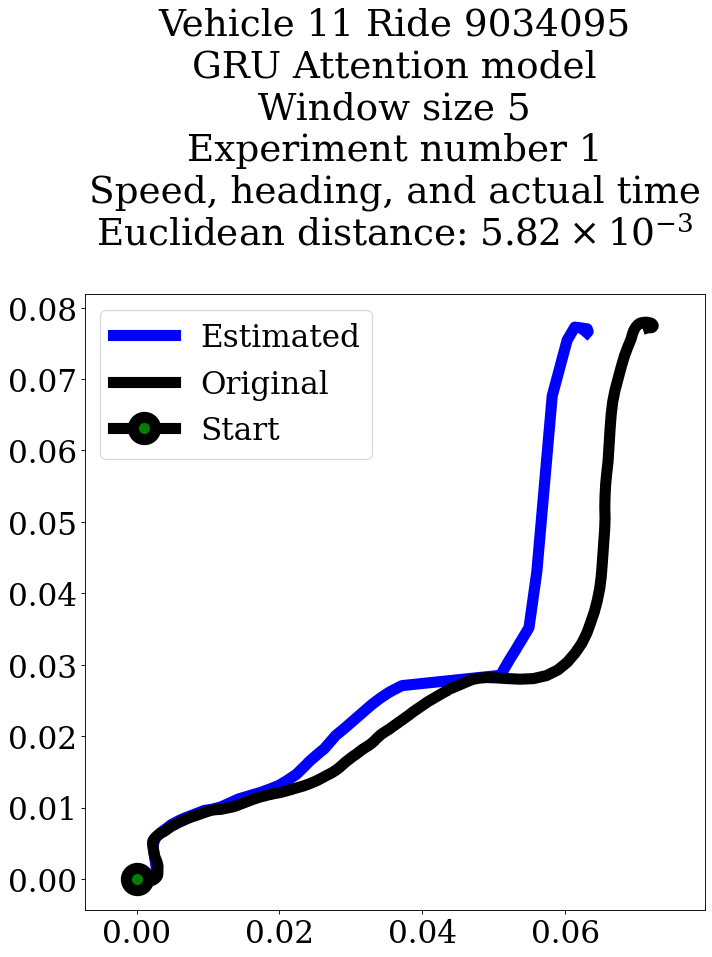 Vehicle 11 Ride 9034095
GRU Attention model
Window size 5
Experiment number 1
Speed, heading, and actual time
Euclidean distance: 5.82 × 10⁻³
Estimated
Original
Start
0.08
0.07
0.06
0.05
0.04
0.03
0.02
0.01
0.00
0.00 0.02 0.04 0.06